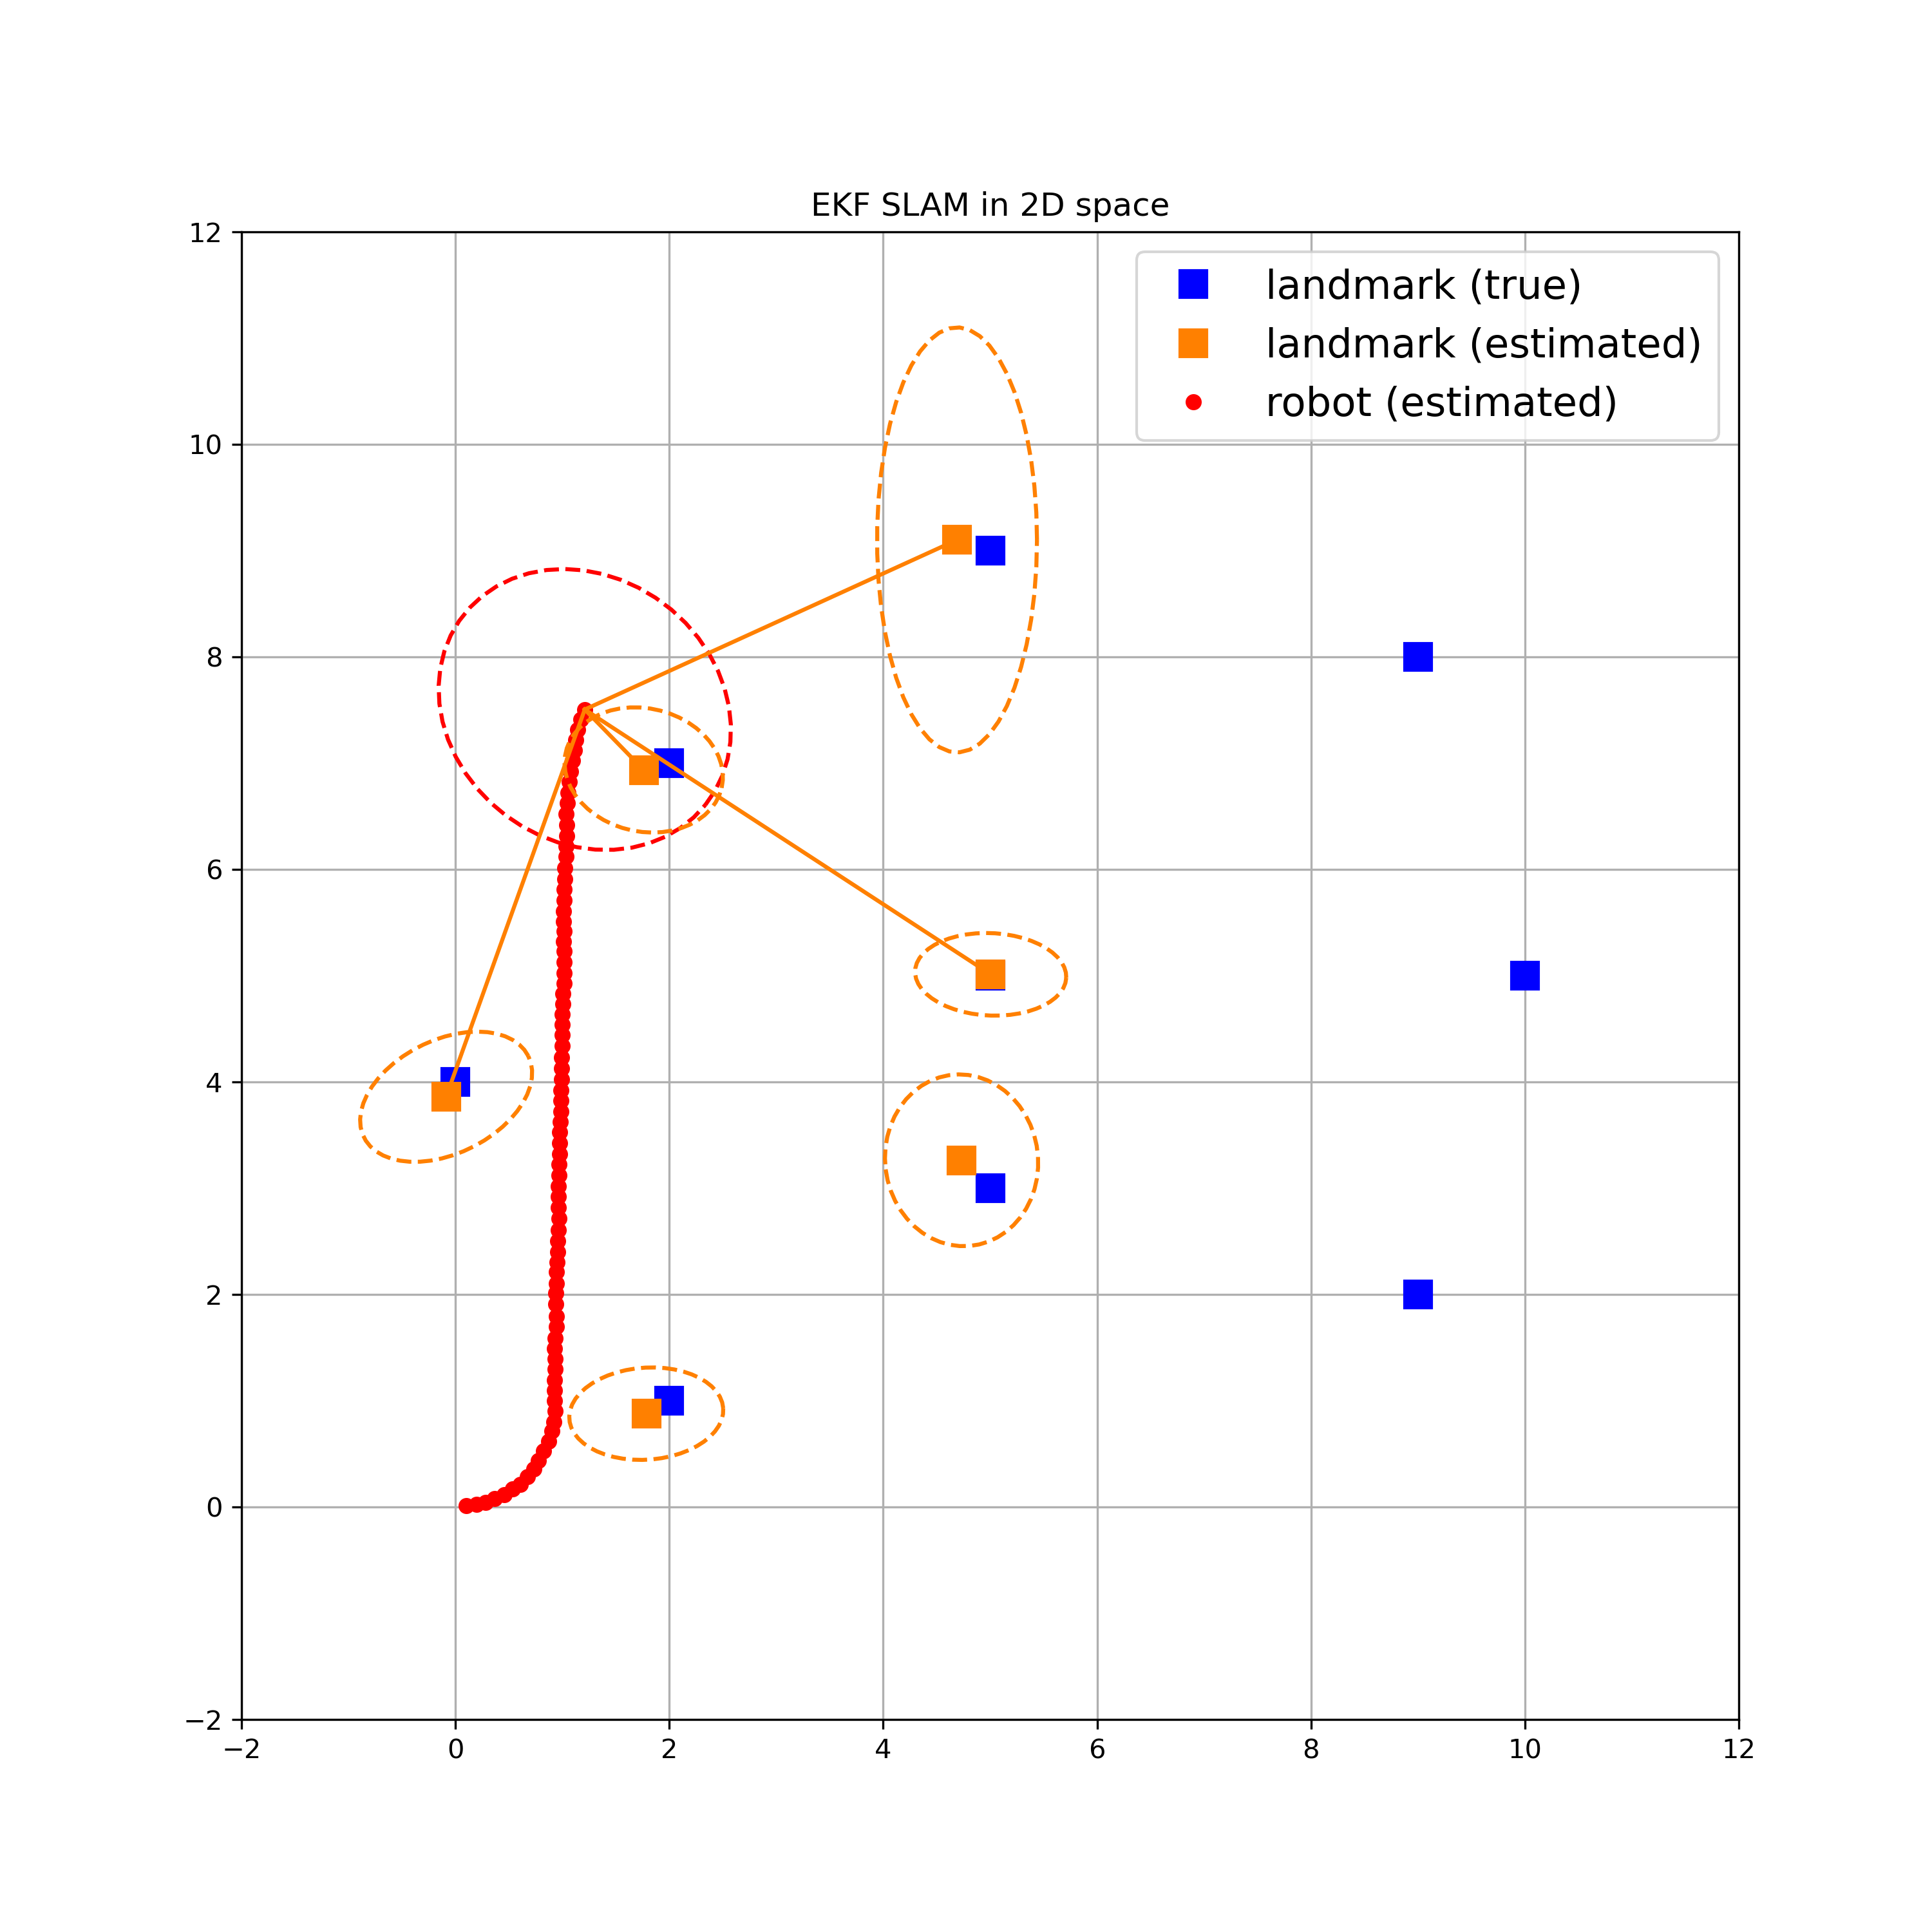 EKF SLAM in 2D space
12
landmark (true)
landmark (estimated)
robot (estimated)
10
8
6
4
2
0
−2
−2 0 2 4 6 8 10 12